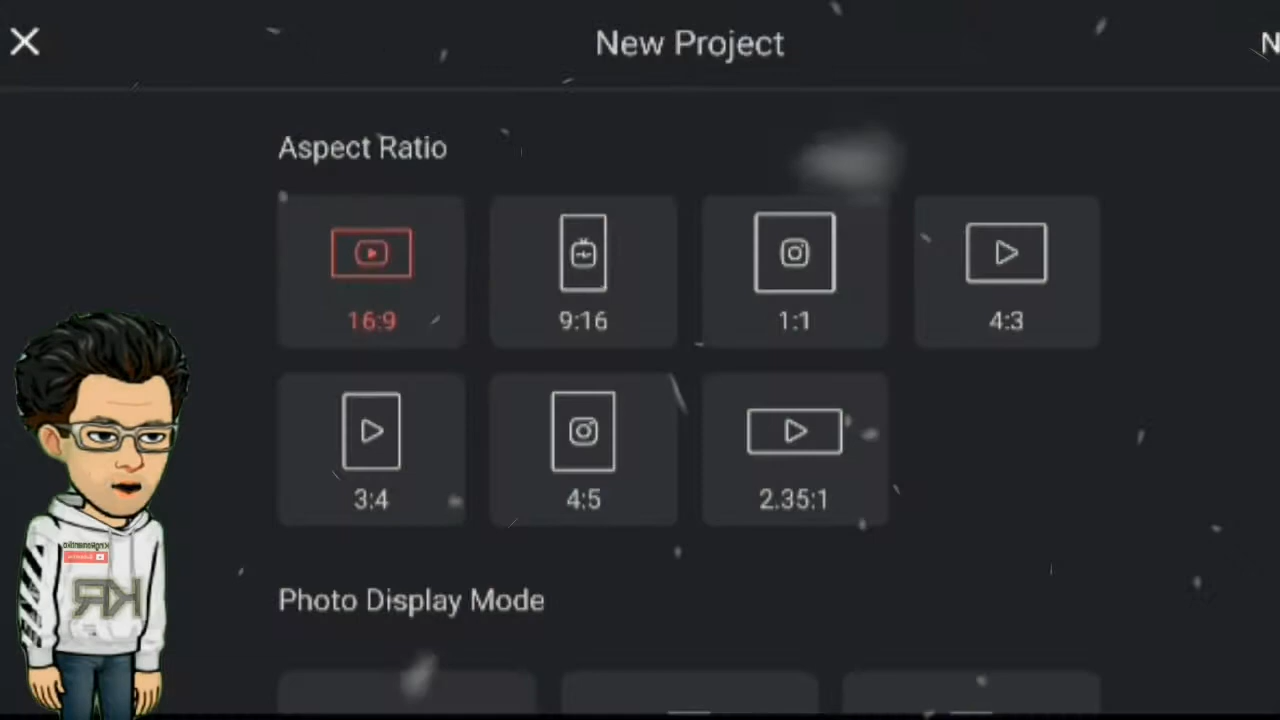 New Project
N
Aspect Ratio
16:9
9:16
1:1
4:3
3:4
4:5
2.35:1
Photo Display Mode